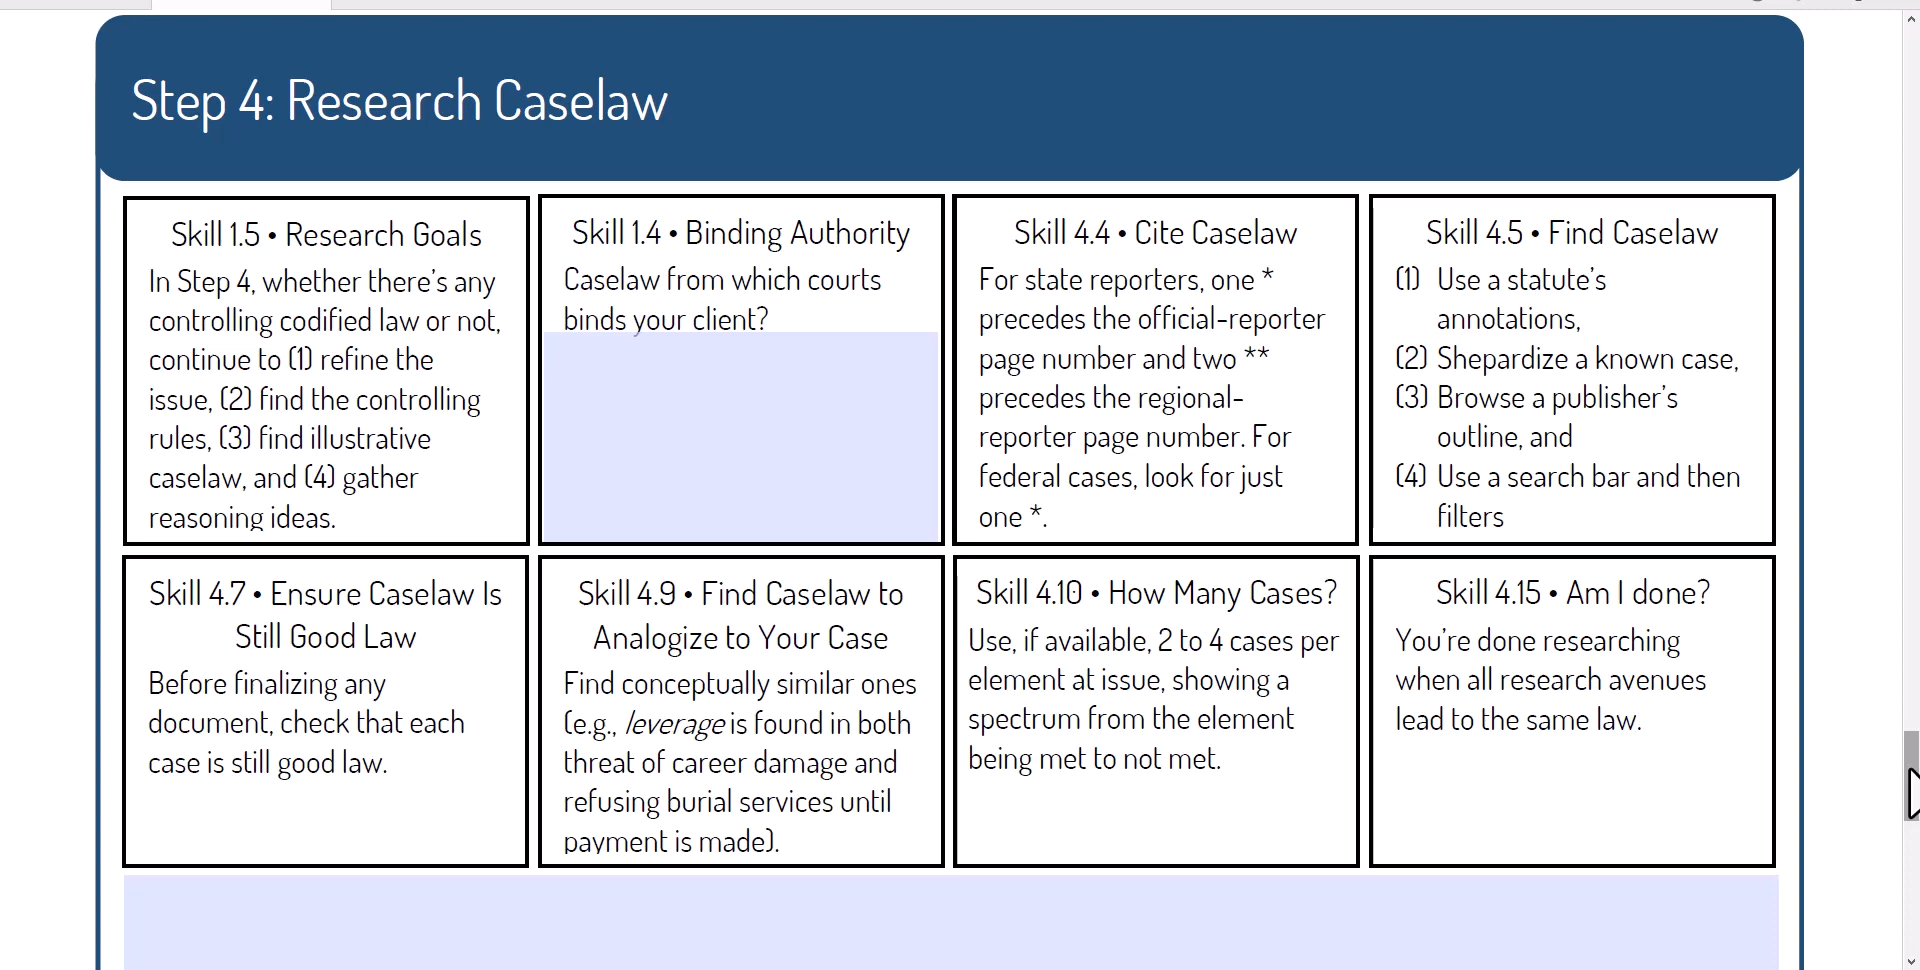 Step 4: Research Caselaw
Skill 1.5 • Research Goals
In Step 4, whether there's any
controlling codified law or not,
continue to (1) refine the
issue, (2) find the controlling
rules, (3) find illustrative
caselaw, and (4) gather
reasoning ideas.
Skill 1.4 • Binding Authority
Caselaw from which courts
binds your client?
Skill 4.4 • Cite Caselaw
For state reporters, one *
precedes the official-reporter
page number and two **
precedes the regional-
reporter page number. For
federal cases, look for just
one *.
Skill 4.5 • Find Caselaw
(1) Use a statute's
annotations,
(2) Shepardize a known case,
(3) Browse a publisher's
outline, and
(4) Use a search bar and then
filters
Skill 4.7 • Ensure Caselaw Is
Still Good Law
Before finalizing any
document, check that each
case is still good law.
Skill 4.9 • Find Caselaw to
Analogize to Your Case
Find conceptually similar ones
(e.g., leverage is found in both
threat of career damage and
refusing burial services until
payment is made).
Skill 4.10 • How Many Cases?
Use, if available, 2 to 4 cases per
element at issue, showing a
spectrum from the element
being met to not met.
Skill 4.15 • Am I done?
You're done researching
when all research avenues
lead to the same law.